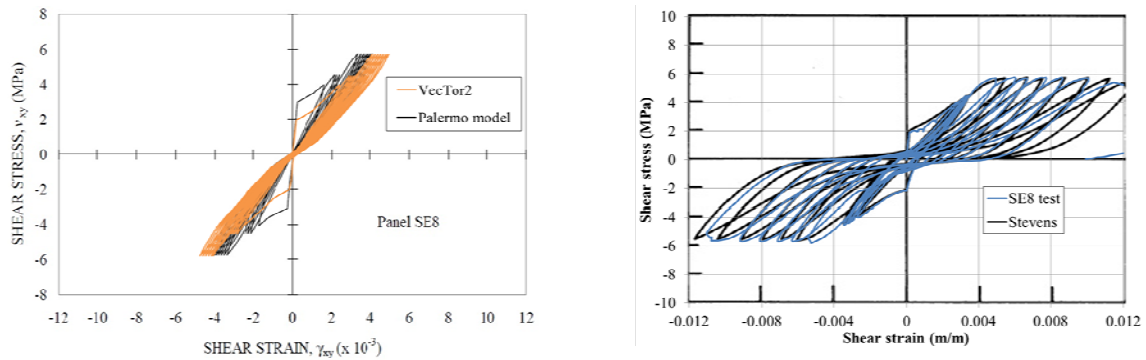 8
6
4
2
0
-2
-4
-6
-8
SHEAR STRESS, νxy (MPa)
VecTor2
Palermo model
Panel SE8
-12 -10 -8 -6 -4 -2 0 2 4 6 8 10 12
SHEAR STRAIN, γxy (x 10⁻³)
10
8
6
4
2
0
-2
-4
-6
-8
-10
Shear stress (MPa)
SE8 test
Stevens
-0.012 -0.008 -0.004 0 0.004 0.008 0.012
Shear strain (m/m)